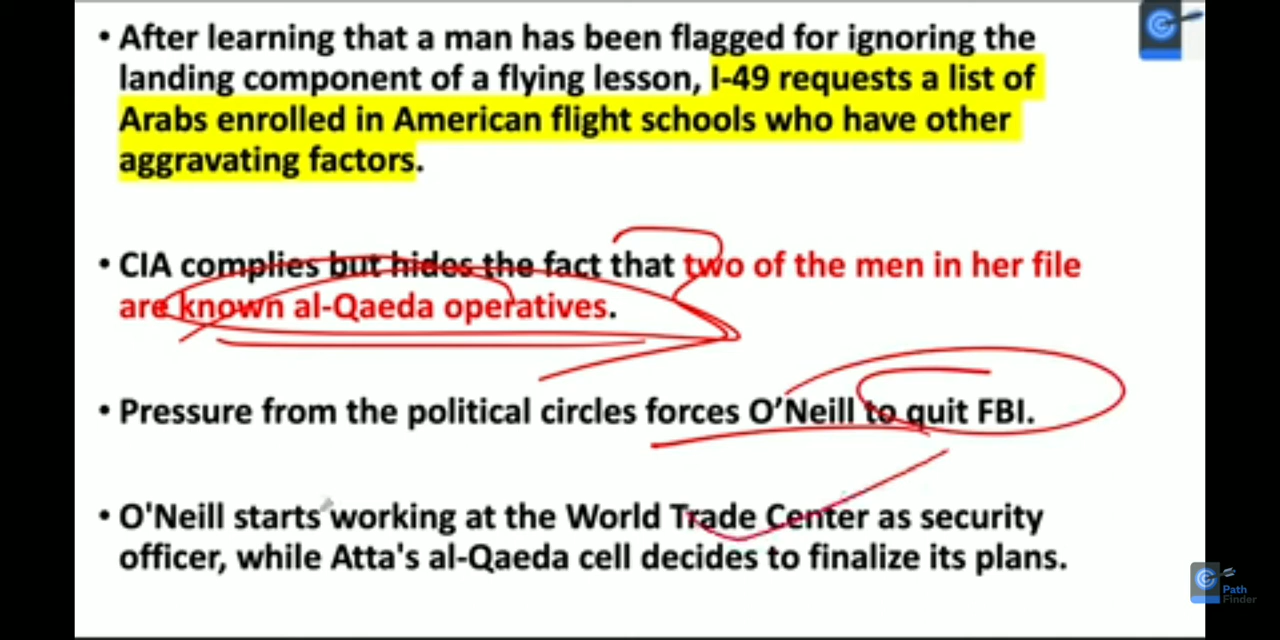 • After learning that a man has been flagged for ignoring the
landing component of a flying lesson, I-49 requests a list of
Arabs enrolled in American flight schools who have other
aggravating factors.
• CIA complies but hides the fact that two of the men in her file
are known al-Qaeda operatives.
• Pressure from the political circles forces O’Neill to quit FBI.
• O'Neill starts working at the World Trade Center as security
officer, while Atta's al-Qaeda cell decides to finalize its plans.
Path
Finder